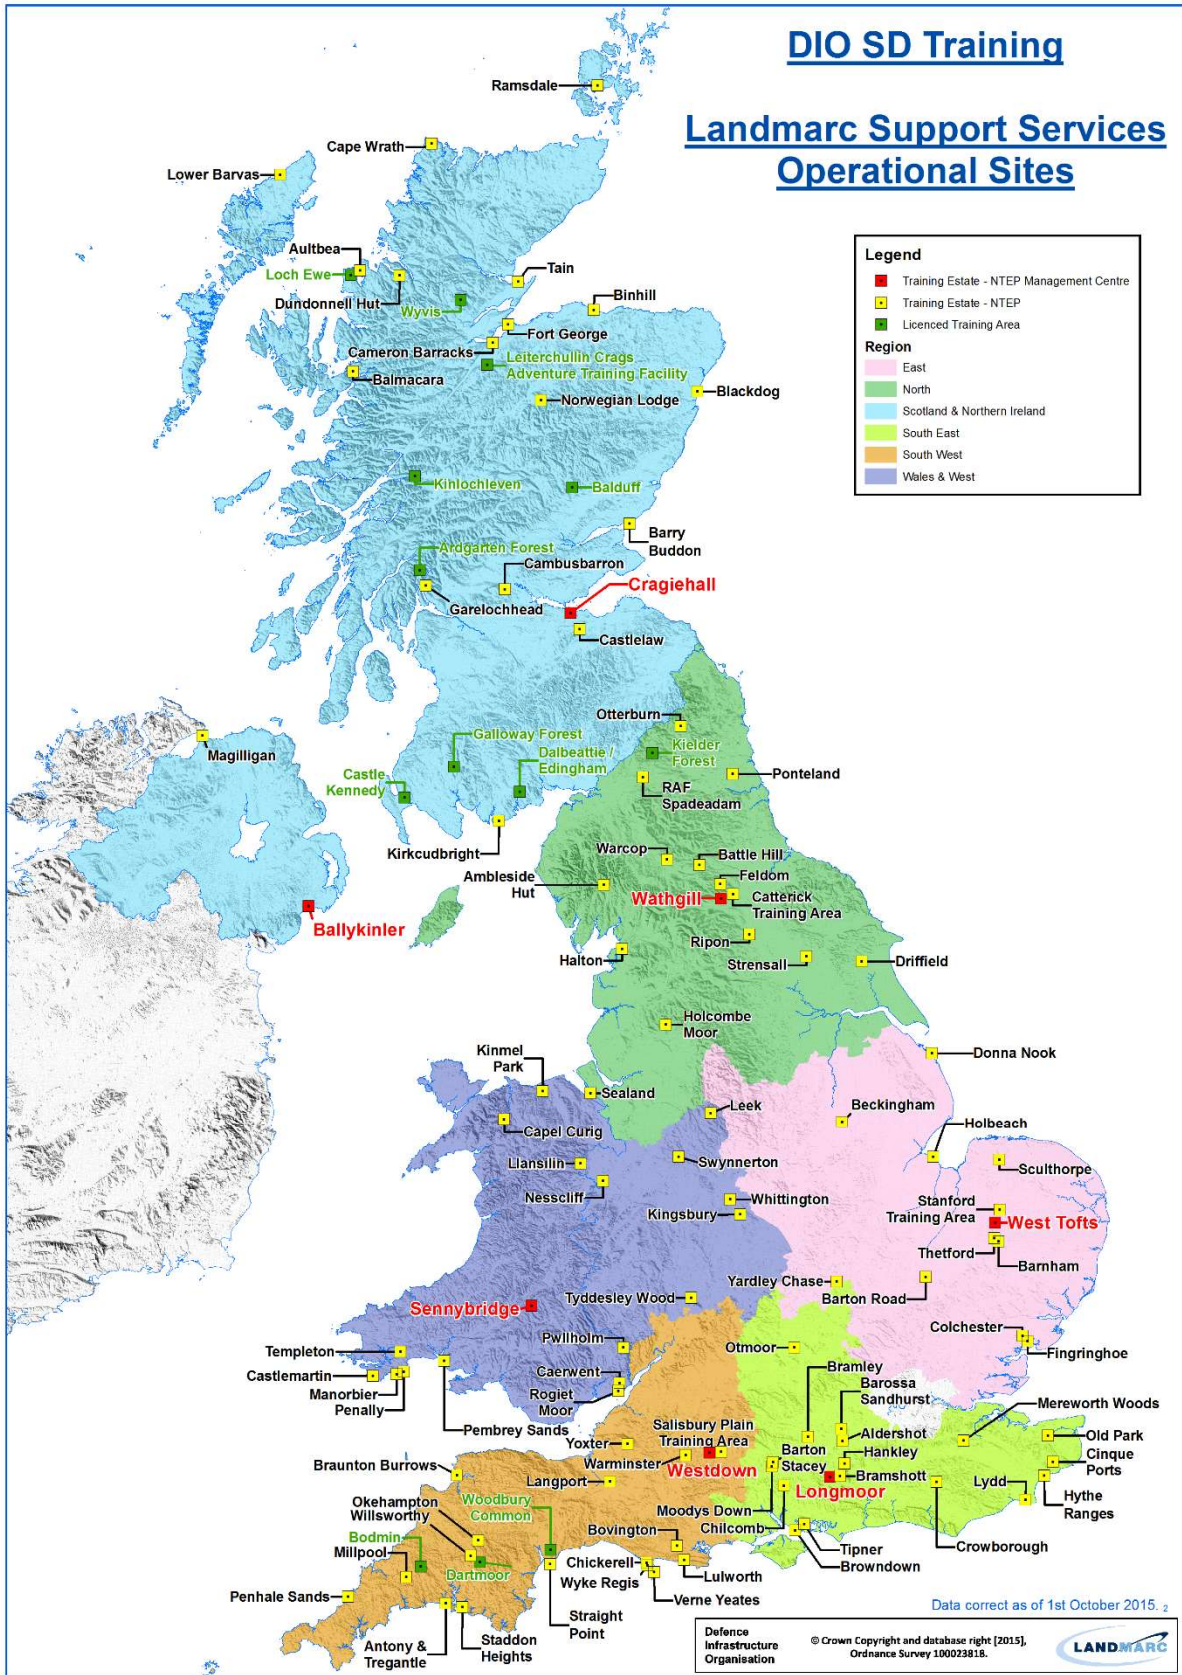 DIO SD Training
Landmarc Support Services
Operational Sites
Legend
Training Estate - NTEP Management Centre
Training Estate - NTEP
Licenced Training Area
Region
East
North
Scotland & Northern Ireland
South East
South West
Wales & West
Ramsdale
Cape Wrath
Lower Barvas
Aultbea
Loch Ewe
Dundonnell Hut
Wyvis
Tain
Binhill
Fort George
Cameron Barracks
Leiterchullin Crags
Adventure Training Facility
Balmacara
Norwegian Lodge
Blackdog
Kinlochleven
Balduff
Barry
Buddon
Ardgarten Forest
Cambusbarron
Cragiehall
Garelochhead
Castlelaw
Otterburn
Magilligan
Galloway Forest
Dalbeattie /
Edingham
Kielder
Forest
Castle
Kennedy
RAF
Spadeadam
Ponteland
Kirkcudbright
Warcop
Battle Hill
Ambleside
Hut
Feldom
Wathgill
Catterick
Training Area
Ballykinler
Ripon
Halton
Strensall
Driffield
Holcombe
Moor
Kinmel
Park
Donna Nook
Sealand
Leek
Beckingham
Capel Curig
Holbeach
Llansilin
Swynnerton
Sculthorpe
Nesscliff
Whittington
Stanford
Training Area
Kingsbury
West Tofts
Thetford
Barnham
Yardley Chase
Barton Road
Sennybridge
Tyddesley Wood
Colchester
Pwllholm
Otmoor
Fingringhoe
Templeton
Castlemartin
Caerwent
Bramley
Barossa
Sandhurst
Manorbier
Penally
Rogiet
Moor
Mereworth Woods
Pembrey Sands
Salisbury Plain
Training Area
Aldershot
Old Park
Yoxter
Barton
Stacey
Hankley
Cinque
Ports
Warminster
Westdown
Braunton Burrows
Langport
Longmoor
Bramshott
Lydd
Okehampton
Willsworthy
Woodbury
Common
Moodys Down
Chilcomb
Hythe
Ranges
Bodmin
Millpool
Bovington
Tipner
Browndown
Crowborough
Dartmoor
Chickerell
Wyke Regis
Lulworth
Penhale Sands
Verne Yeates
Straight
Point
Antony &
Tregantle
Staddon
Heights
Data correct as of 1st October 2015. 2
Defence
Infrastructure
Organisation
© Crown Copyright and database right [2015],
Ordnance Survey 100023818.
LANDMARC